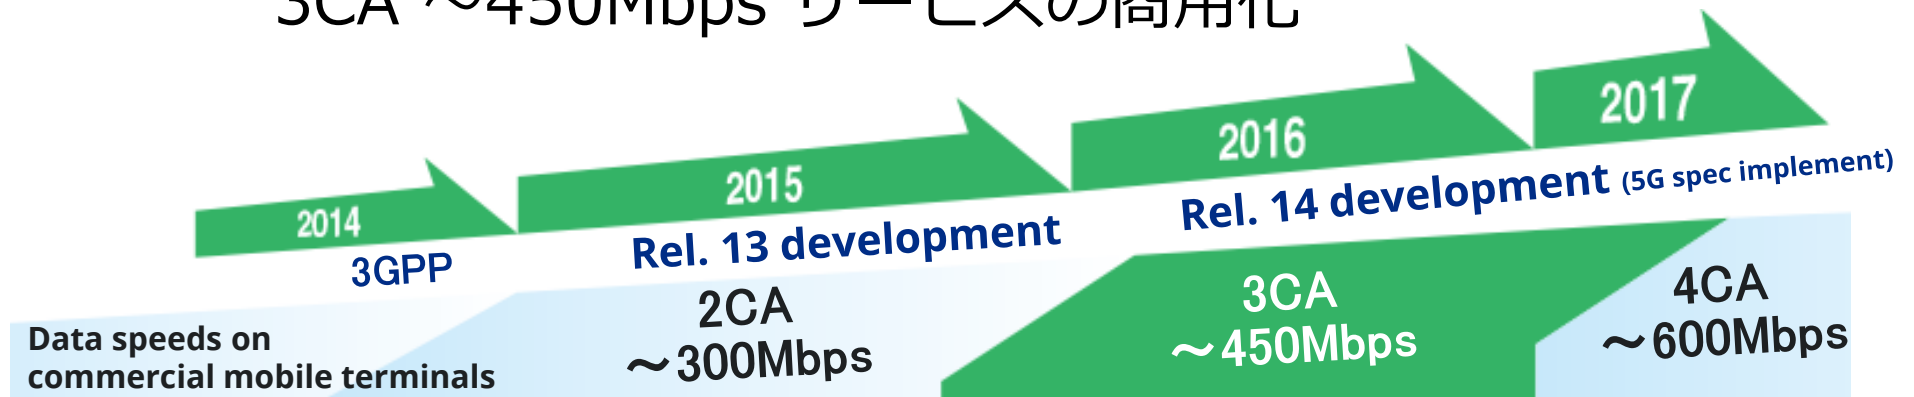 3CA ～450Mbps サービスの商用化
2014
2015
2016
2017
3GPP
Rel. 13 development
Rel. 14 development (5G spec implement)
Data speeds on
commercial mobile terminals
2CA
～300Mbps
3CA
～450Mbps
4CA
～600Mbps